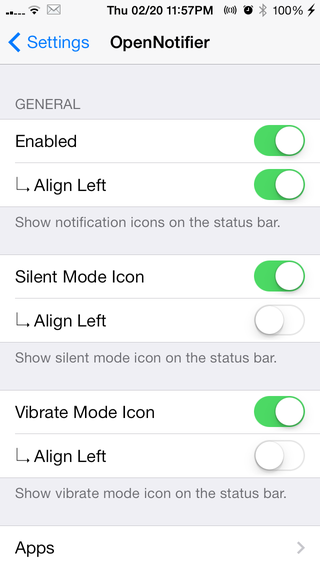 Thu 02/20 11:57PM 100%
Settings OpenNotifier
GENERAL
Enabled
Align Left
Show notification icons on the status bar.
Silent Mode Icon
Align Left
Show silent mode icon on the status bar.
Vibrate Mode Icon
Align Left
Show vibrate mode icon on the status bar.
Apps